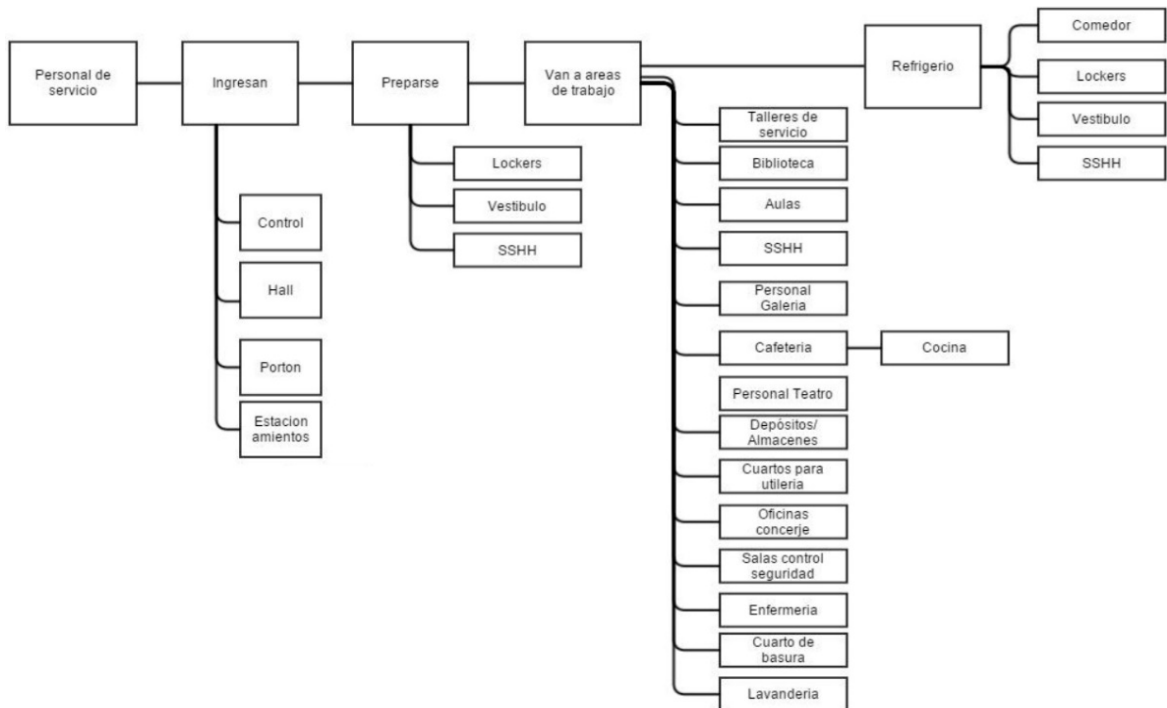 Personal de
servicio
Ingresan
Preparse
Van a areas
de trabajo
Refrigerio
Comedor
Lockers
Vestibulo
SSHH
Control
Hall
Porton
Estacion
amientos
Lockers
Vestibulo
SSHH
Talleres de
servicio
Biblioteca
Aulas
SSHH
Personal
Galeria
Cafeteria
Cocina
Personal Teatro
Depósitos/
Almacenes
Cuartos para
utileria
Oficinas
concerje
Salas control
seguridad
Enfermeria
Cuarto de
basura
Lavanderia